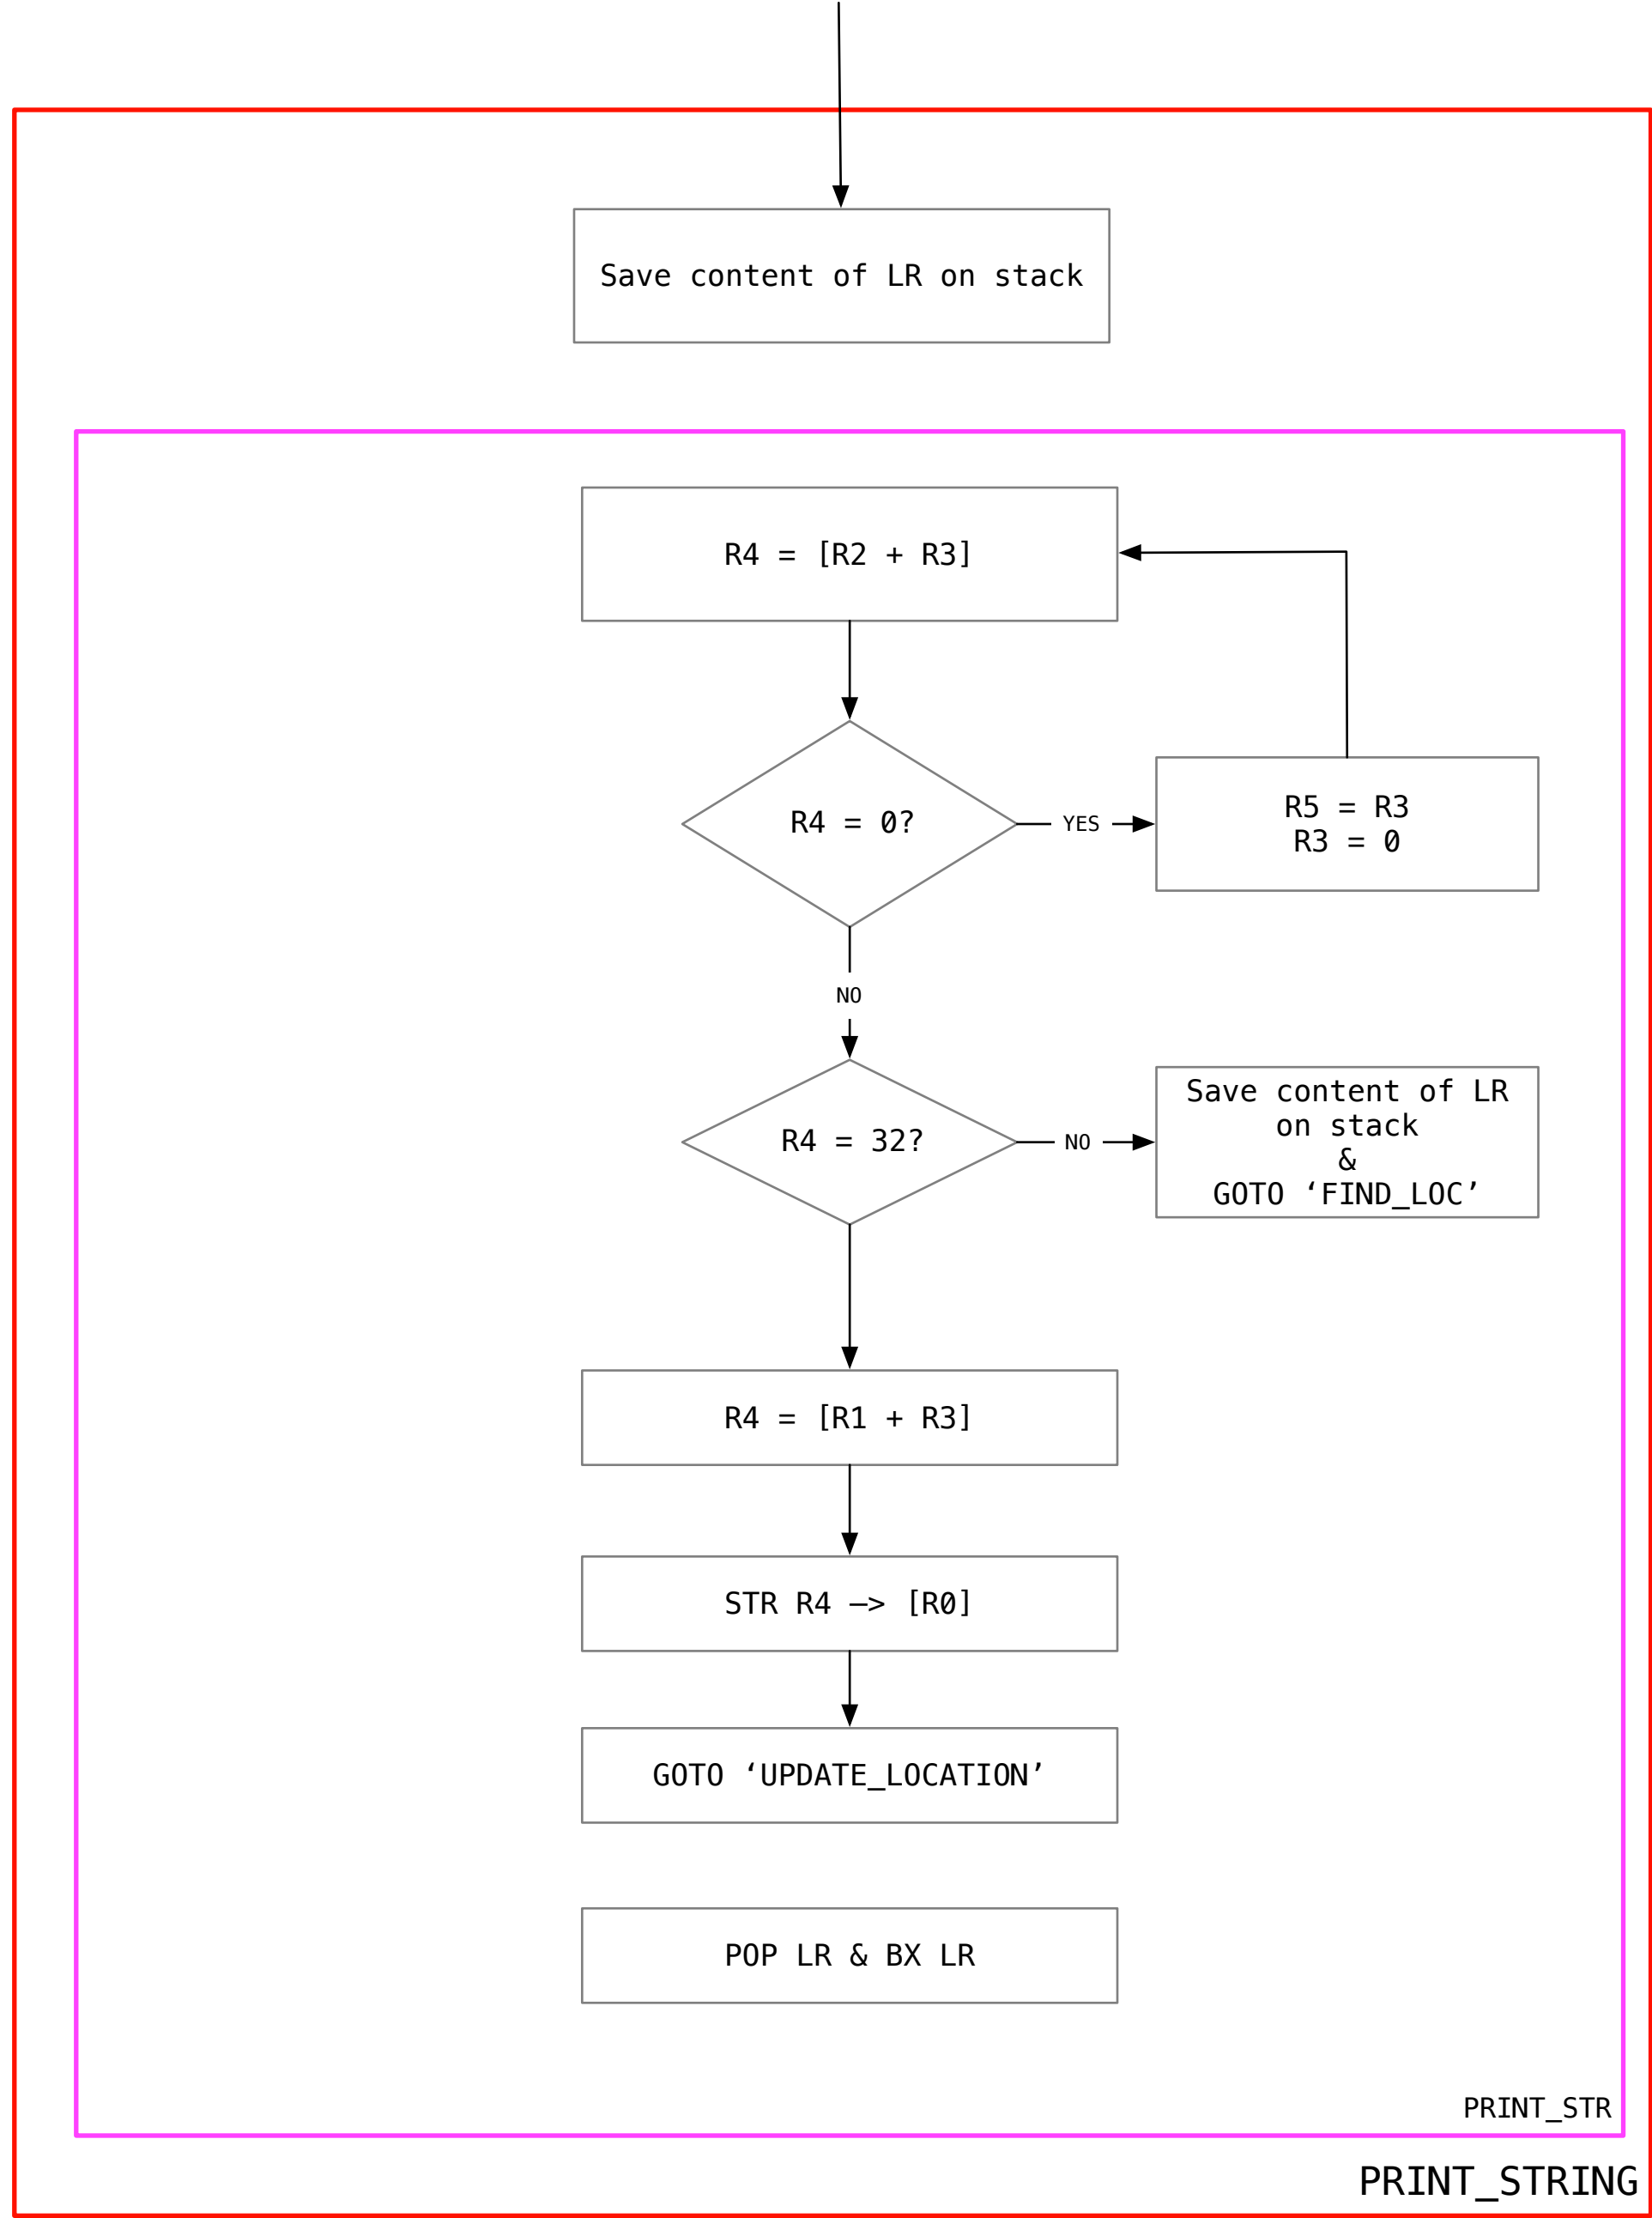 Save content of LR on stack
R4 = [R2 + R3]
R4 = 0?
YES
R5 = R3
R3 = 0
NO
R4 = 32?
NO
Save content of LR
on stack
&
GOTO ‘FIND_LOC’
R4 = [R1 + R3]
STR R4 —> [R0]
GOTO ‘UPDATE_LOCATION’
POP LR & BX LR
PRINT_STR
PRINT_STRING